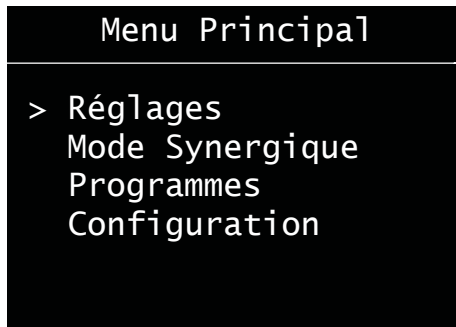 Menu Principal
> Réglages
Mode Synergique
Programmes
Configuration